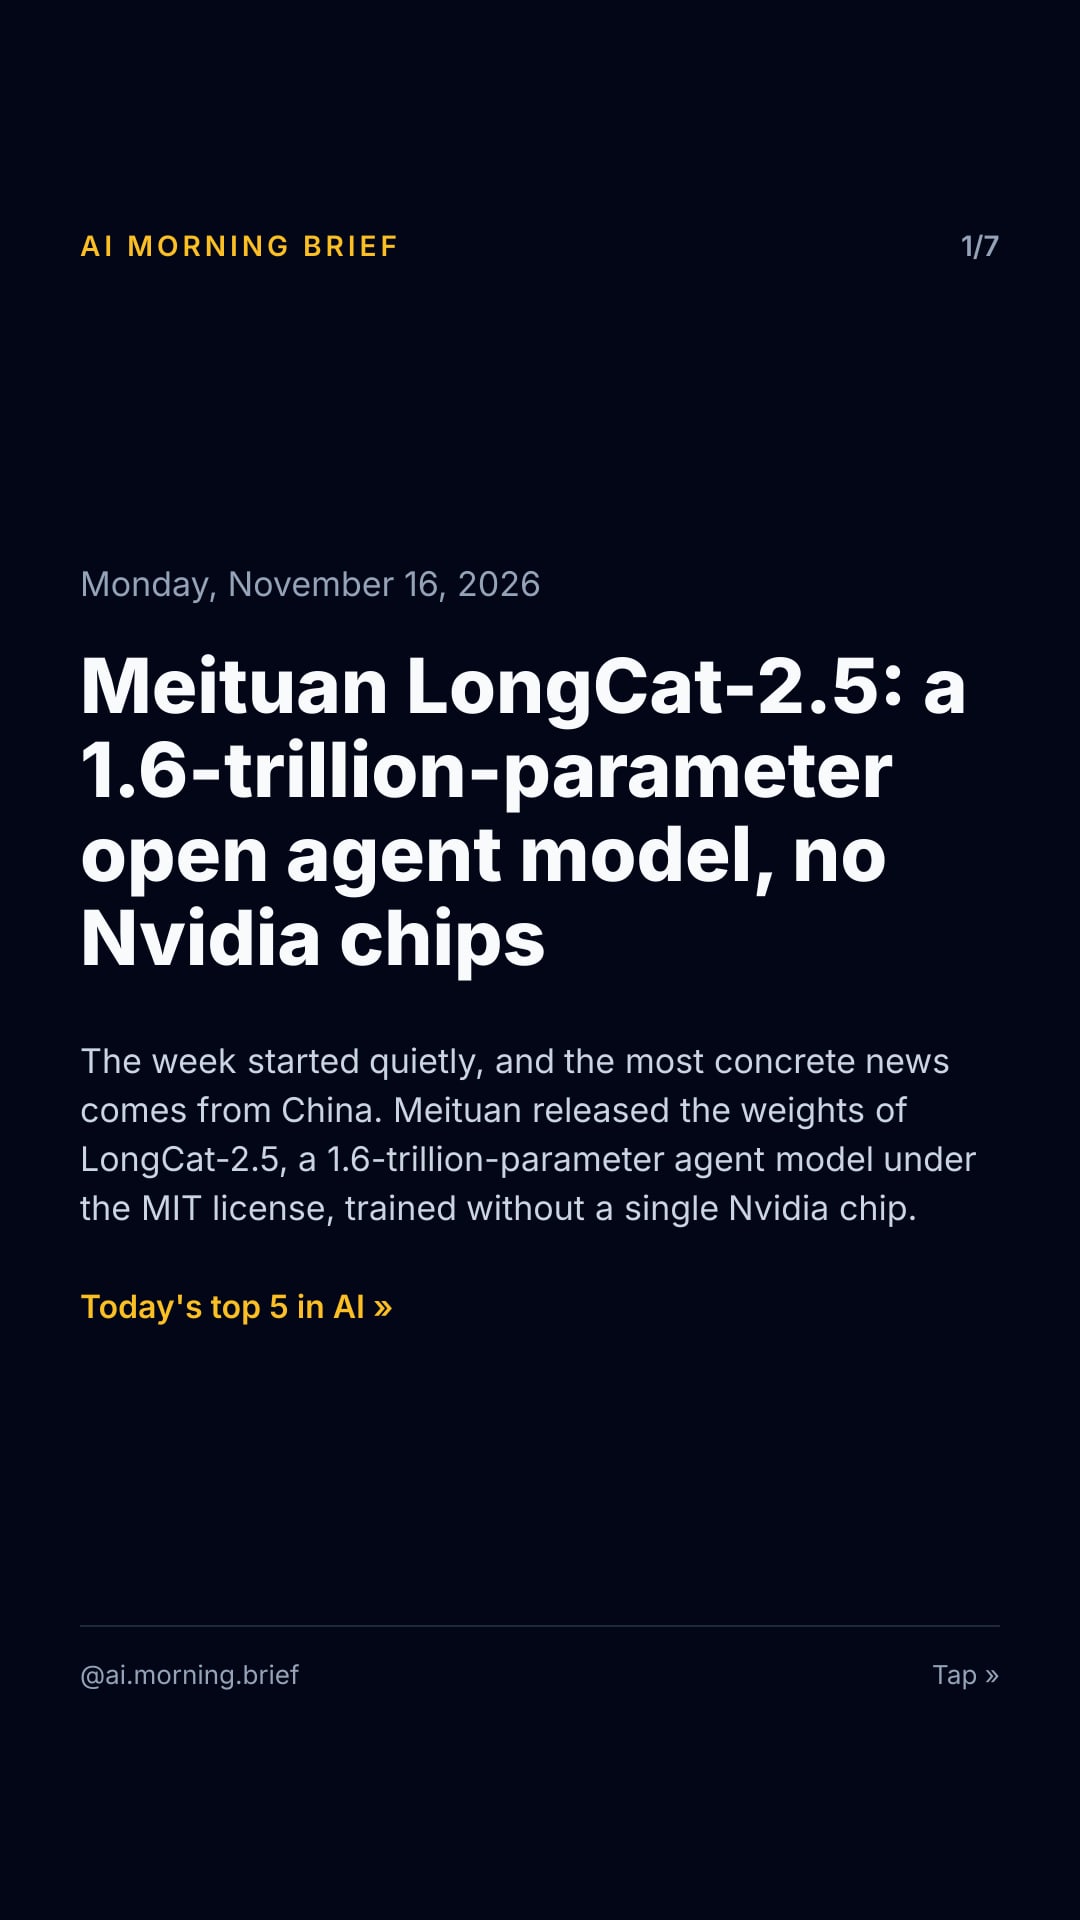 AI MORNING BRIEF
1/7
Monday, November 16, 2026
Meituan LongCat-2.5: a
1.6-trillion-parameter
open agent model, no
Nvidia chips
The week started quietly, and the most concrete news
comes from China. Meituan released the weights of
LongCat-2.5, a 1.6-trillion-parameter agent model under
the MIT license, trained without a single Nvidia chip.
Today's top 5 in AI »
@ai.morning.brief
Tap »